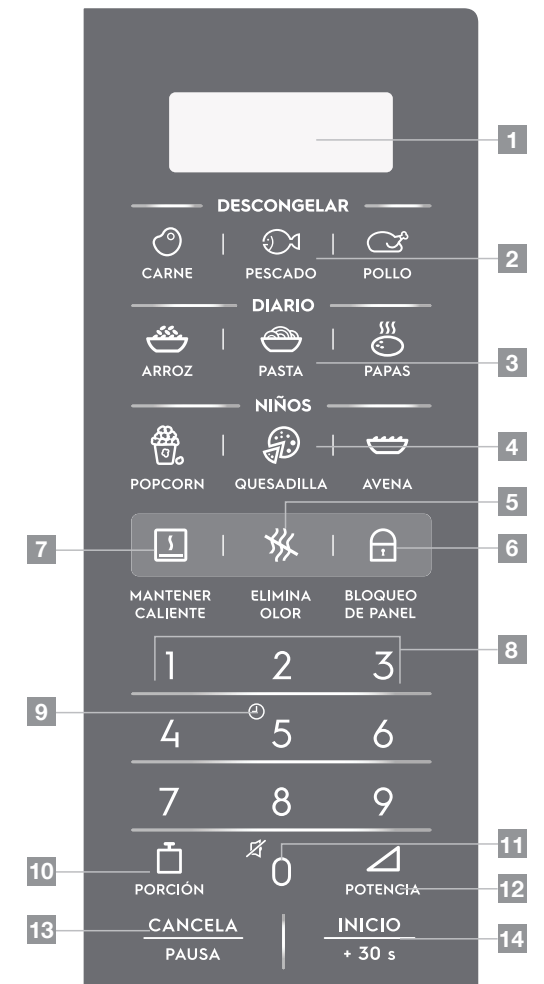 1
DESCONGELAR
CARNE PESCADO POLLO
2
DIARIO
ARROZ PASTA PAPAS
3
NIÑOS
POPCORN QUESADILLA AVENA
4
5
7
6
MANTENER CALIENTE
ELIMINA OLOR
BLOQUEO DE PANEL
8
1 2 3
9
4 5 6
7 8 9
10
PORCIÓN
0
11
POTENCIA
12
13
CANCELA
PAUSA
INICIO
+ 30 s
14